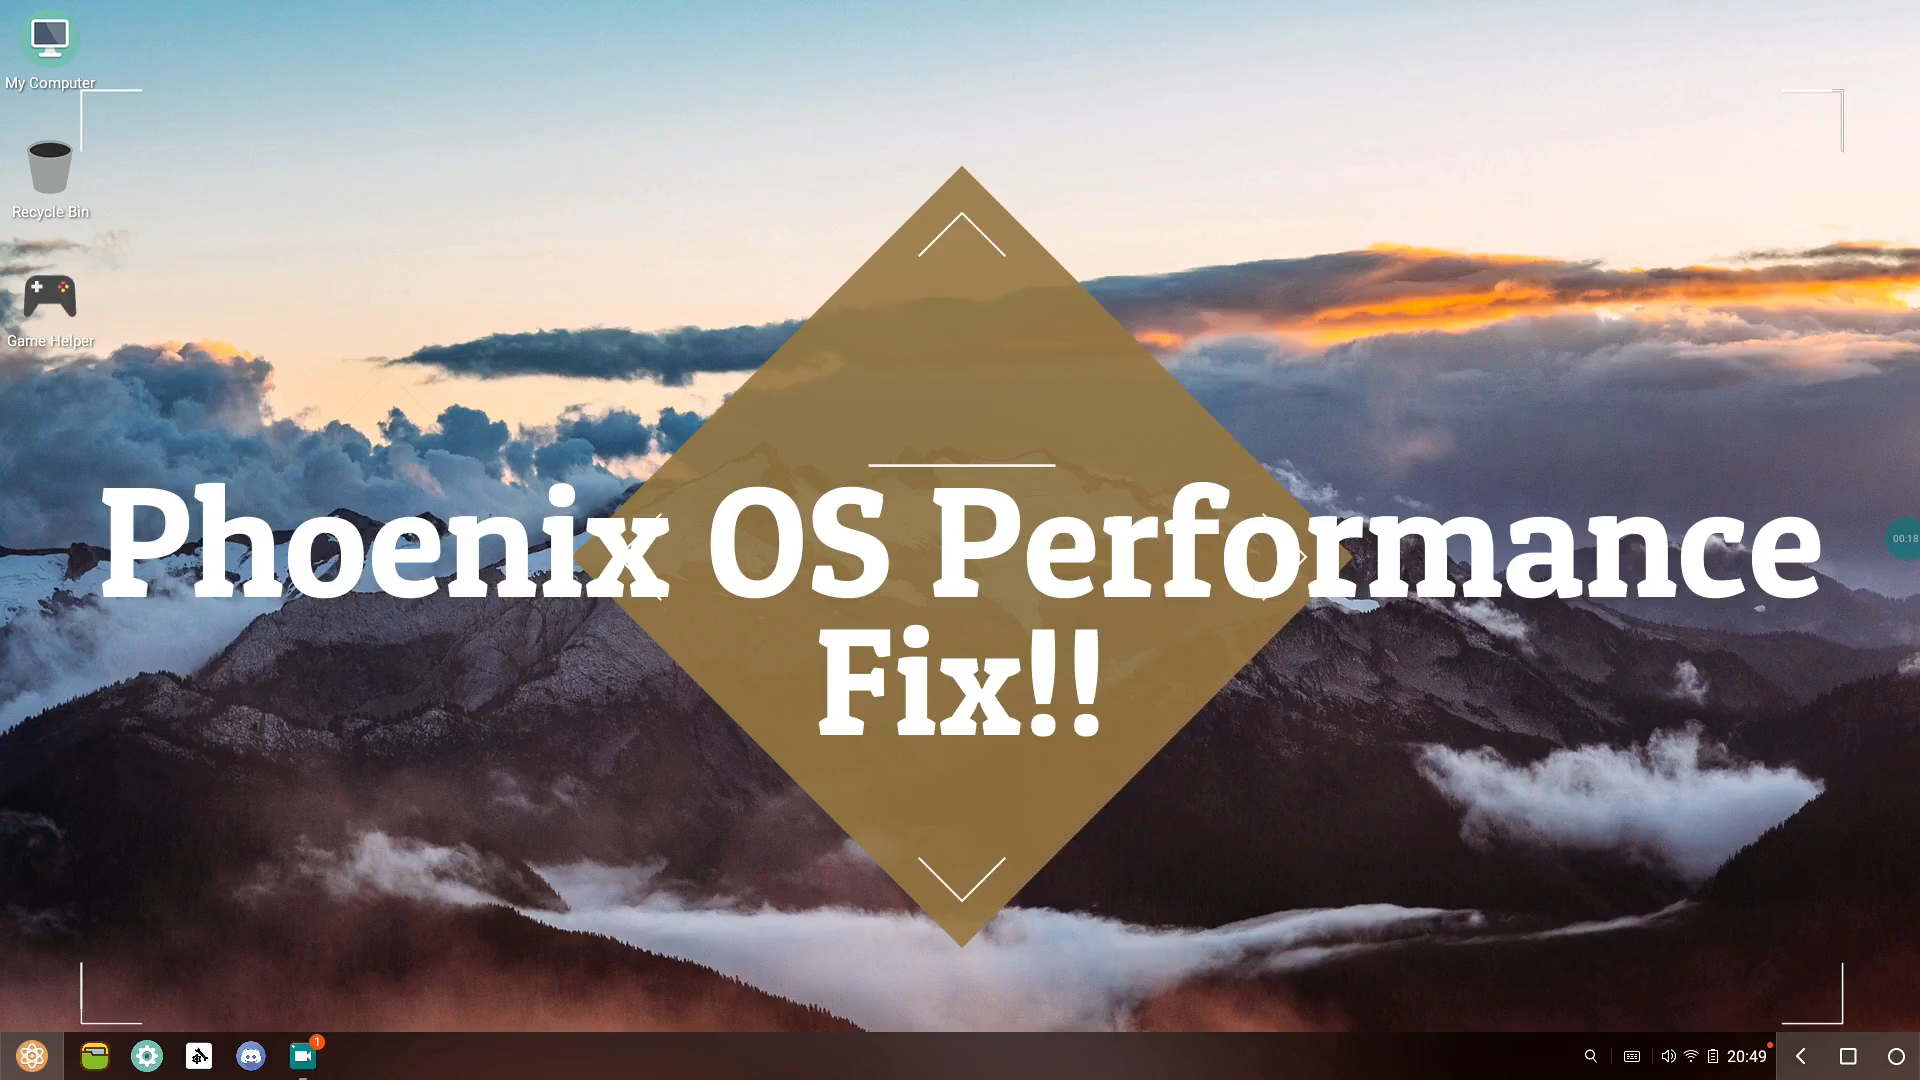 My Computer
Recycle Bin
Game Helper
Phoenix OS Performance
Fix!!
00:18
1
20:49